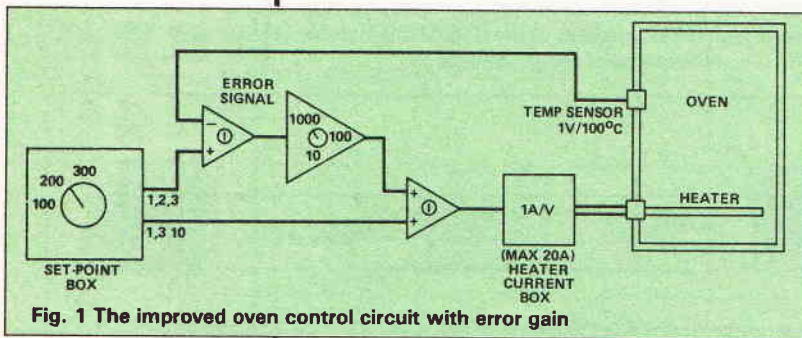 ERROR
SIGNAL
1000
100
10
−
+
1
TEMP SENSOR
1V/100°C
OVEN
300
200
100
1,2,3
1,3 10
SET-POINT
BOX
+
+
1
1A/V
(MAX 20A)
HEATER
CURRENT
BOX
HEATER
Fig. 1 The improved oven control circuit with error gain